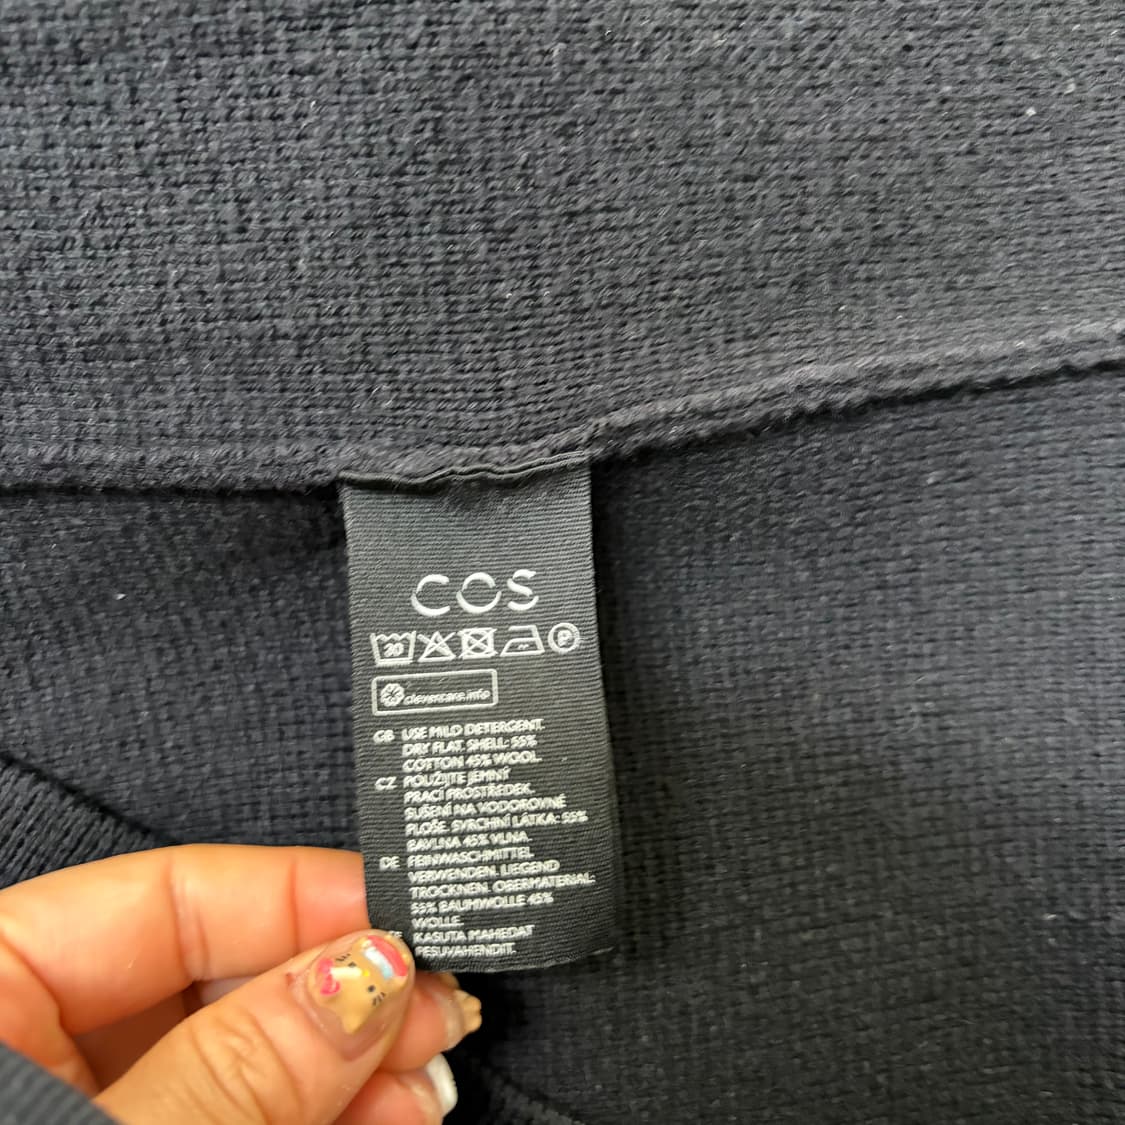 COS
30 P
clevercare.info
GB USE MILD DETERGENT.
DRY FLAT. SHELL: 55%
COTTON 45% WOOL.
CZ POUŽIJTE JEMNÝ
PRACÍ PROSTŘEDEK.
SUŠENÍ NA VODOROVNÉ
PLOŠE. SVRCHNÍ LÁTKA: 55%
BAVLNA 45% VLNA
DE FEINWASCHMITTEL
VERWENDEN. LIEGEND
TROCKNEN. OBERMATERIAL:
55% BAUMWOLLE 45%
WOLLE
KASUTA MAHEDAT
PESUVAHENDIT.